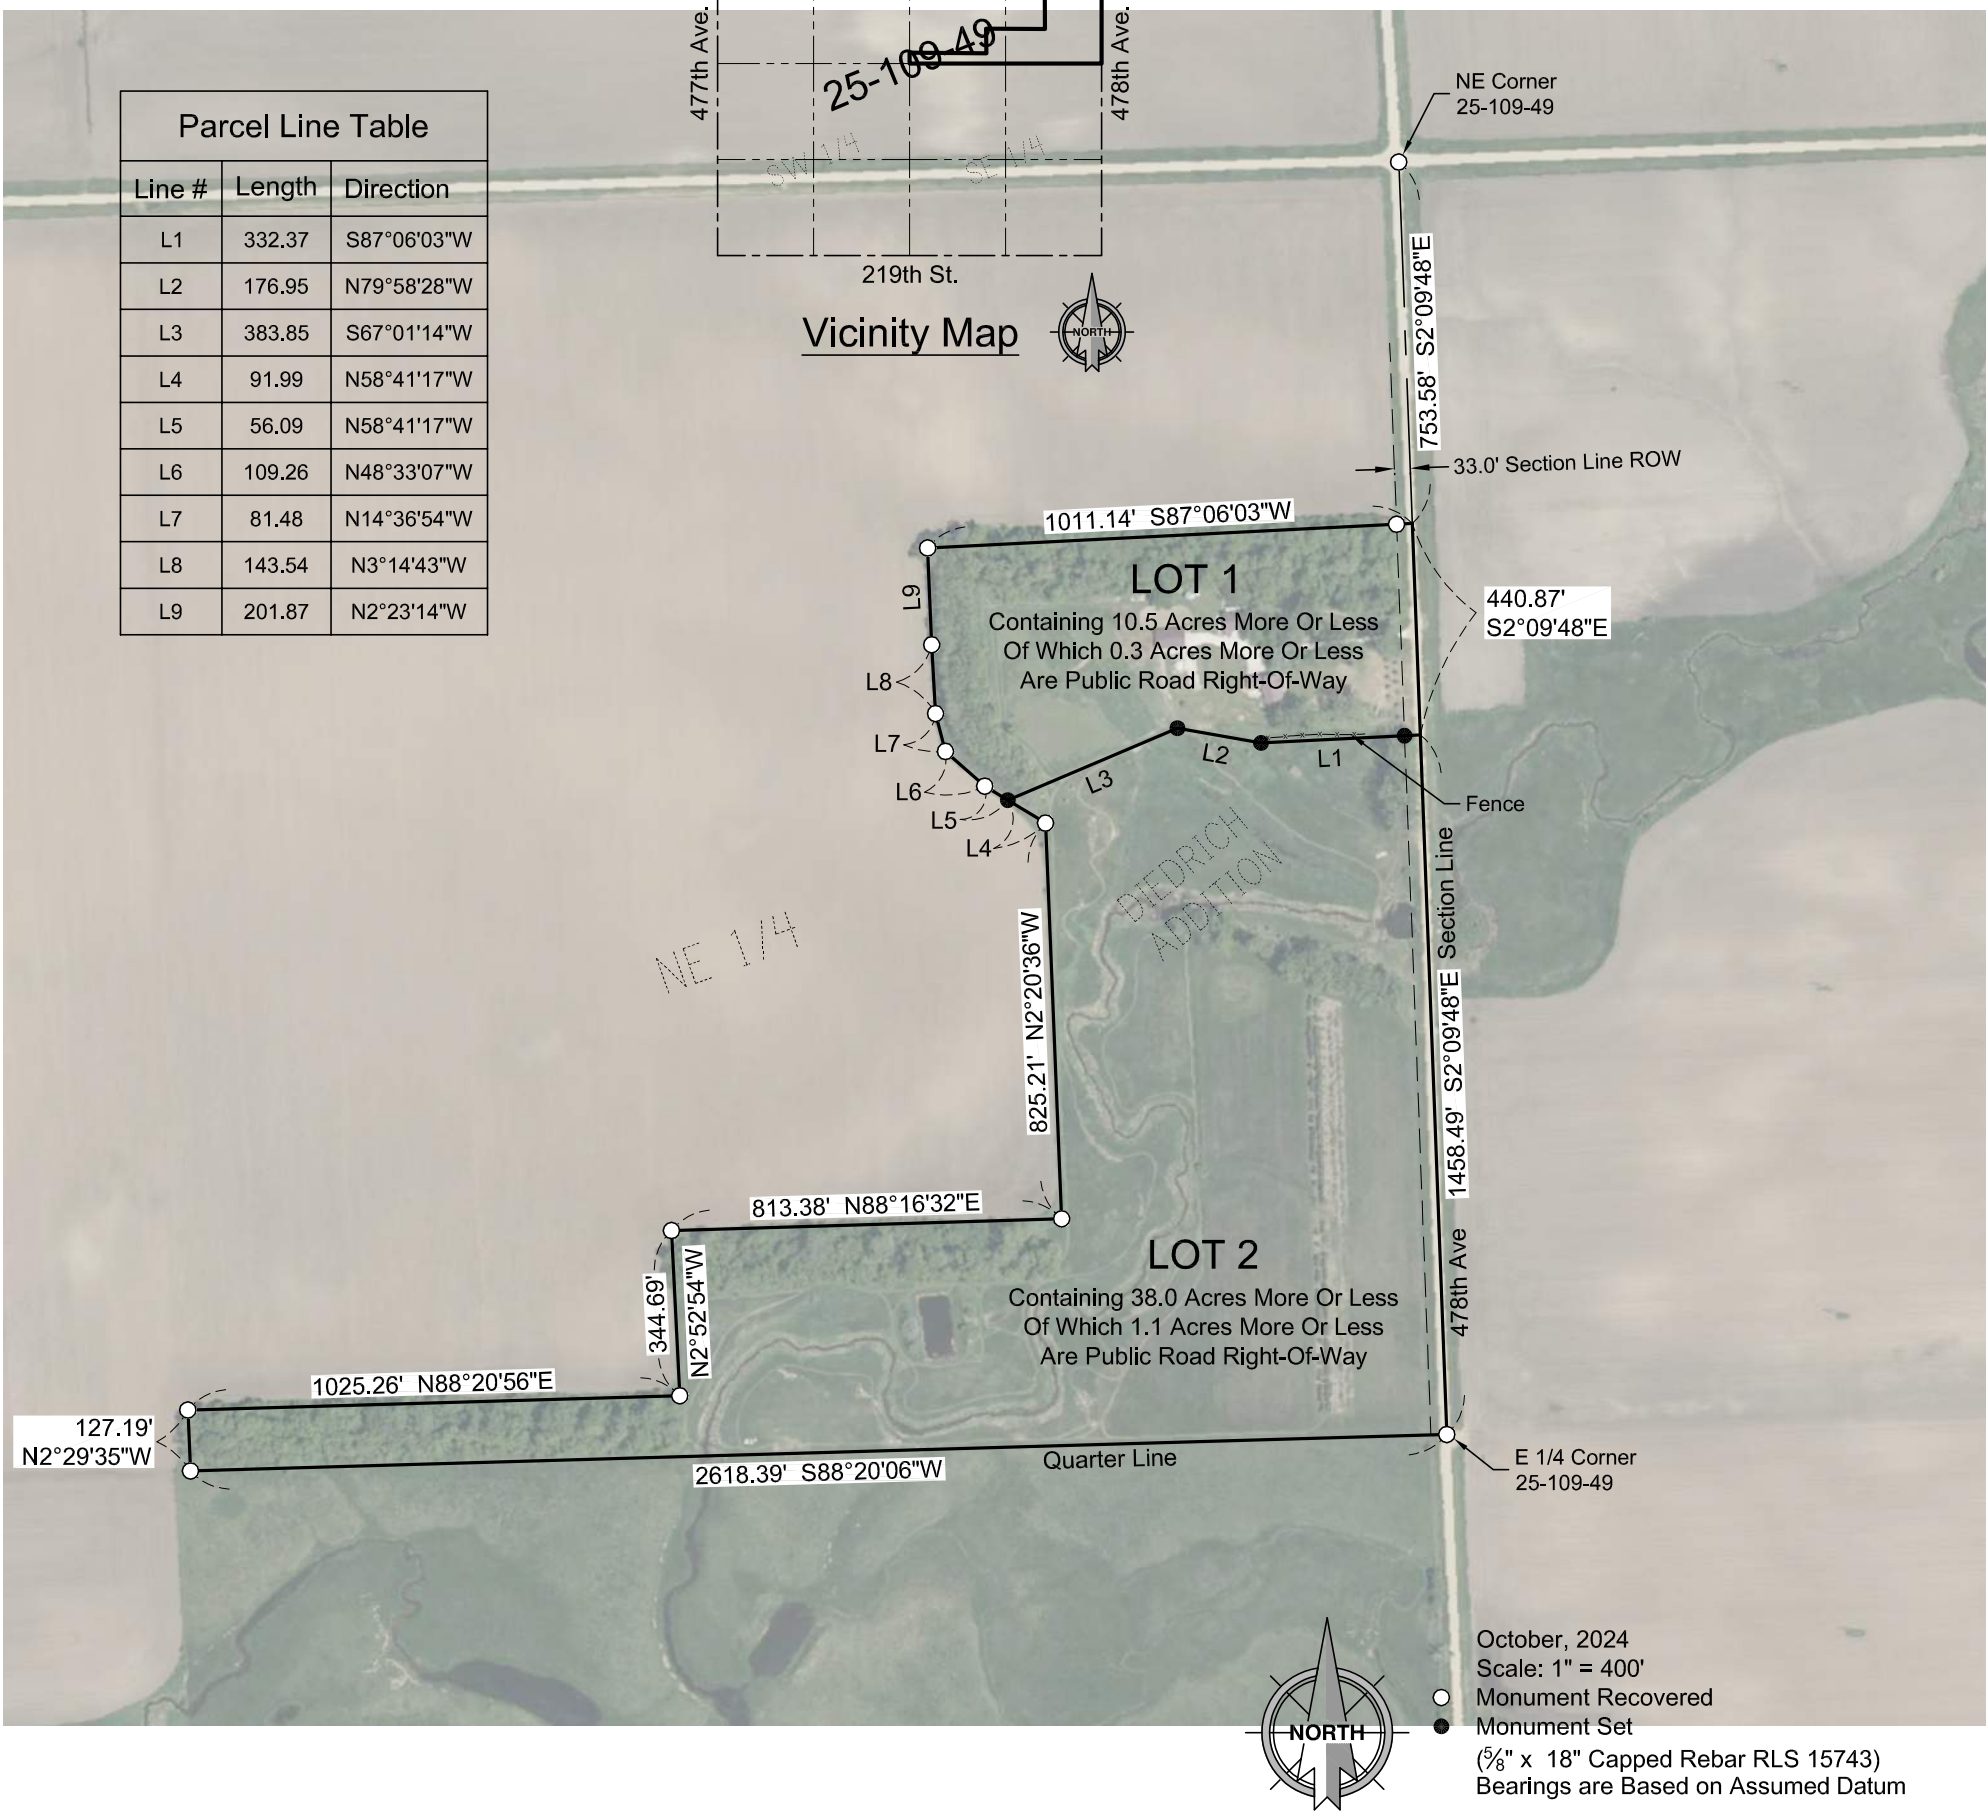 477th Ave.
478th Ave.
25-109-49
SW 1/4
SE 1/4
219th St.
Vicinity Map
NORTH
Parcel Line Table
Line # Length Direction
L1 332.37 S87°06'03"W
L2 176.95 N79°58'28"W
L3 383.85 S67°01'14"W
L4 91.99 N58°41'17"W
L5 56.09 N58°41'17"W
L6 109.26 N48°33'07"W
L7 81.48 N14°36'54"W
L8 143.54 N3°14'43"W
L9 201.87 N2°23'14"W
NE Corner
25-109-49
753.58' S2°09'48"E
33.0' Section Line ROW
1011.14' S87°06'03"W
LOT 1
Containing 10.5 Acres More Or Less
Of Which 0.3 Acres More Or Less
Are Public Road Right-Of-Way
440.87'
S2°09'48"E
L9
L8
L7
L6
L5
L4
L3
L2
L1
Fence
DIEDRICH
ADDITION
NE 1/4
825.21' N2°20'36"W
Section Line
1458.49' S2°09'48"E
478th Ave
813.38' N88°16'32"E
344.69'
N2°52'54"W
LOT 2
Containing 38.0 Acres More Or Less
Of Which 1.1 Acres More Or Less
Are Public Road Right-Of-Way
1025.26' N88°20'56"E
127.19'
N2°29'35"W
2618.39' S88°20'06"W
Quarter Line
E 1/4 Corner
25-109-49
NORTH
October, 2024
Scale: 1" = 400'
Monument Recovered
Monument Set
(⅝" x 18" Capped Rebar RLS 15743)
Bearings are Based on Assumed Datum